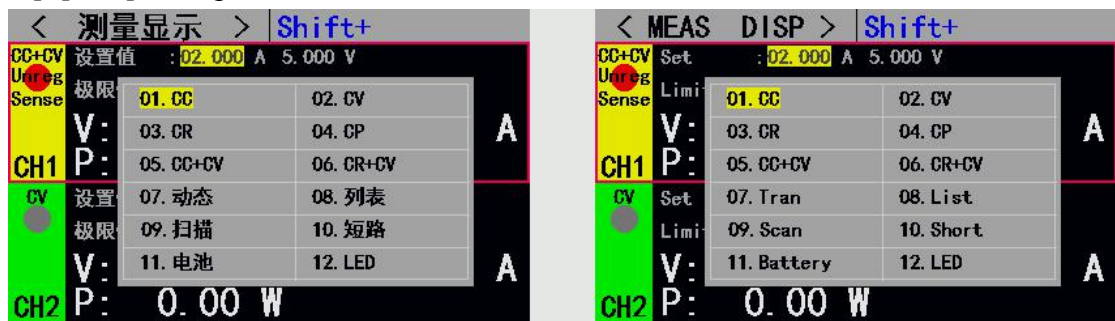 < 测量显示 > Shift+
CC+CV 设置值 :02.000 A 5.000 V
Unreg
Sense 极限
01. CC 02. CV
V: 03. CR 04. CP A
CH1 P: 05. CC+CV 06. CR+CV
CV 设置 07. 动态 08. 列表
极限 09. 扫描 10. 短路
V: 11. 电池 12. LED A
CH2 P: 0.00 W
< MEAS DISP > Shift+
CC+CV Set :02.000 A 5.000 V
Unreg
Sense Limi
01. CC 02. CV
V: 03. CR 04. CP A
CH1 P: 05. CC+CV 06. CR+CV
CV Set 07. Tran 08. List
Limi 09. Scan 10. Short
V: 11. Battery 12. LED A
CH2 P: 0.00 W